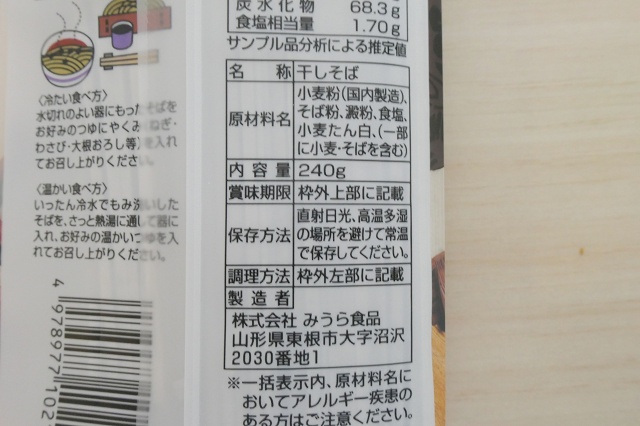 炭水化物 68.3g
食塩相当量 1.70g
サンプル品分析による推定値
名称 干しそば
原材料名 小麦粉(国内製造)、
そば粉、澱粉、食塩、
小麦たん白、(一部
に小麦・そばを含む)
内容量 240g
賞味期限 枠外上部に記載
保存方法 直射日光、高温多湿
の場所を避けて常温
で保存してください。
調理方法 枠外左部に記載
製造者
株式会社 みうら食品
山形県東根市大字沼沢
2030番地1
※一括表示内、原材料名に
おいてアレルギー疾患の
ある方はご注意ください。
〈冷たい食べ方〉
水切れのよい器にもったそばを
お好みのつゆにやくみ(ねぎ・
わさび・大根おろし等)を入れ
てお召し上がりください。
〈温かい食べ方〉
いったん冷水でもみ洗いした
そばを、さっと熱湯に通して器に
入れ、お好みの温かいつゆを入
れてお召し上がりください。
4 978977 102